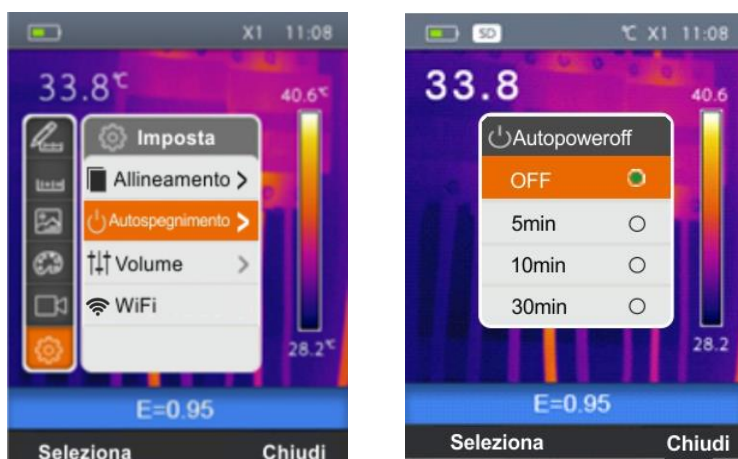 X1 11:08
33.8℃
40.6℃
Imposta
Allineamento >
Autospegnimento >
Volume >
WiFi
28.2℃
E=0.95
Seleziona Chiudi
SD ℃ X1 11:08
33.8
40.6
Autopoweroff
OFF
5min
10min
30min
28.2
E=0.95
Seleziona Chiudi